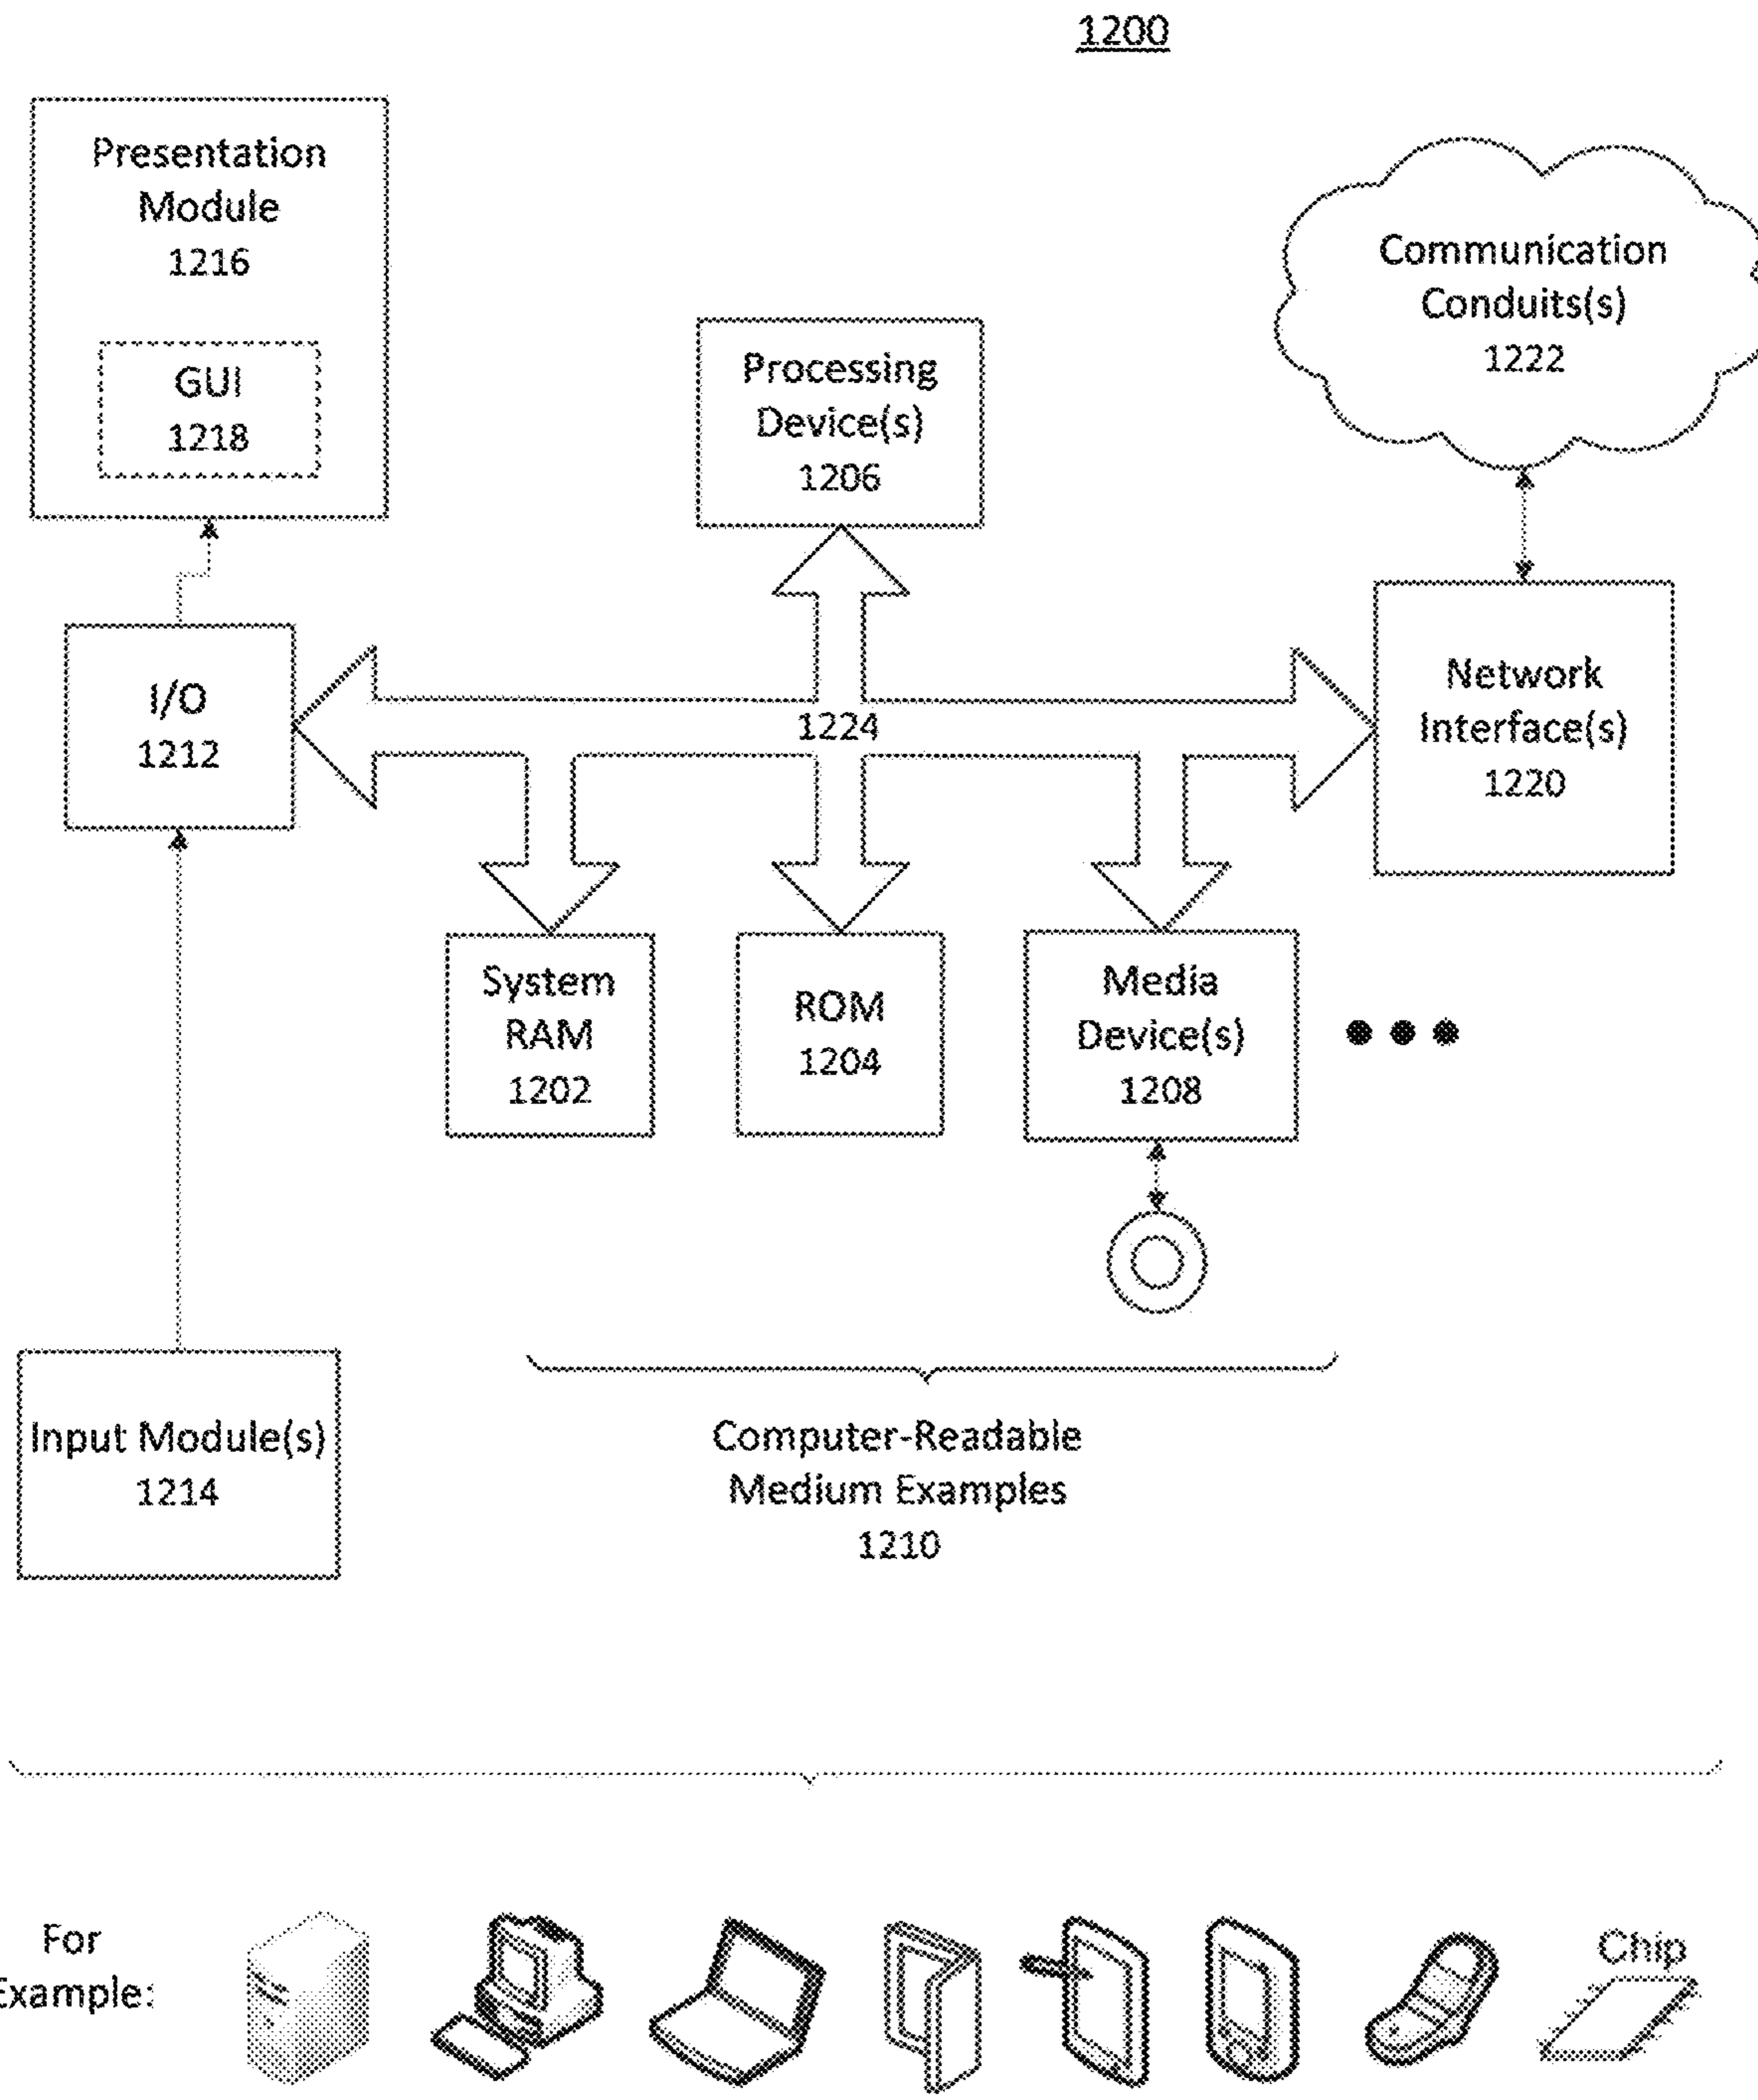 1200
Presentation
Module
1216
GUI
1218
Communication
Conduits(s)
1222
Processing
Device(s)
1206
I/O
1212
1224
Network
Interface(s)
1220
System
RAM
1202
ROM
1204
Media
Device(s)
1208
Input Module(s)
1214
Computer-Readable
Medium Examples
1210
For
Example:
Chip